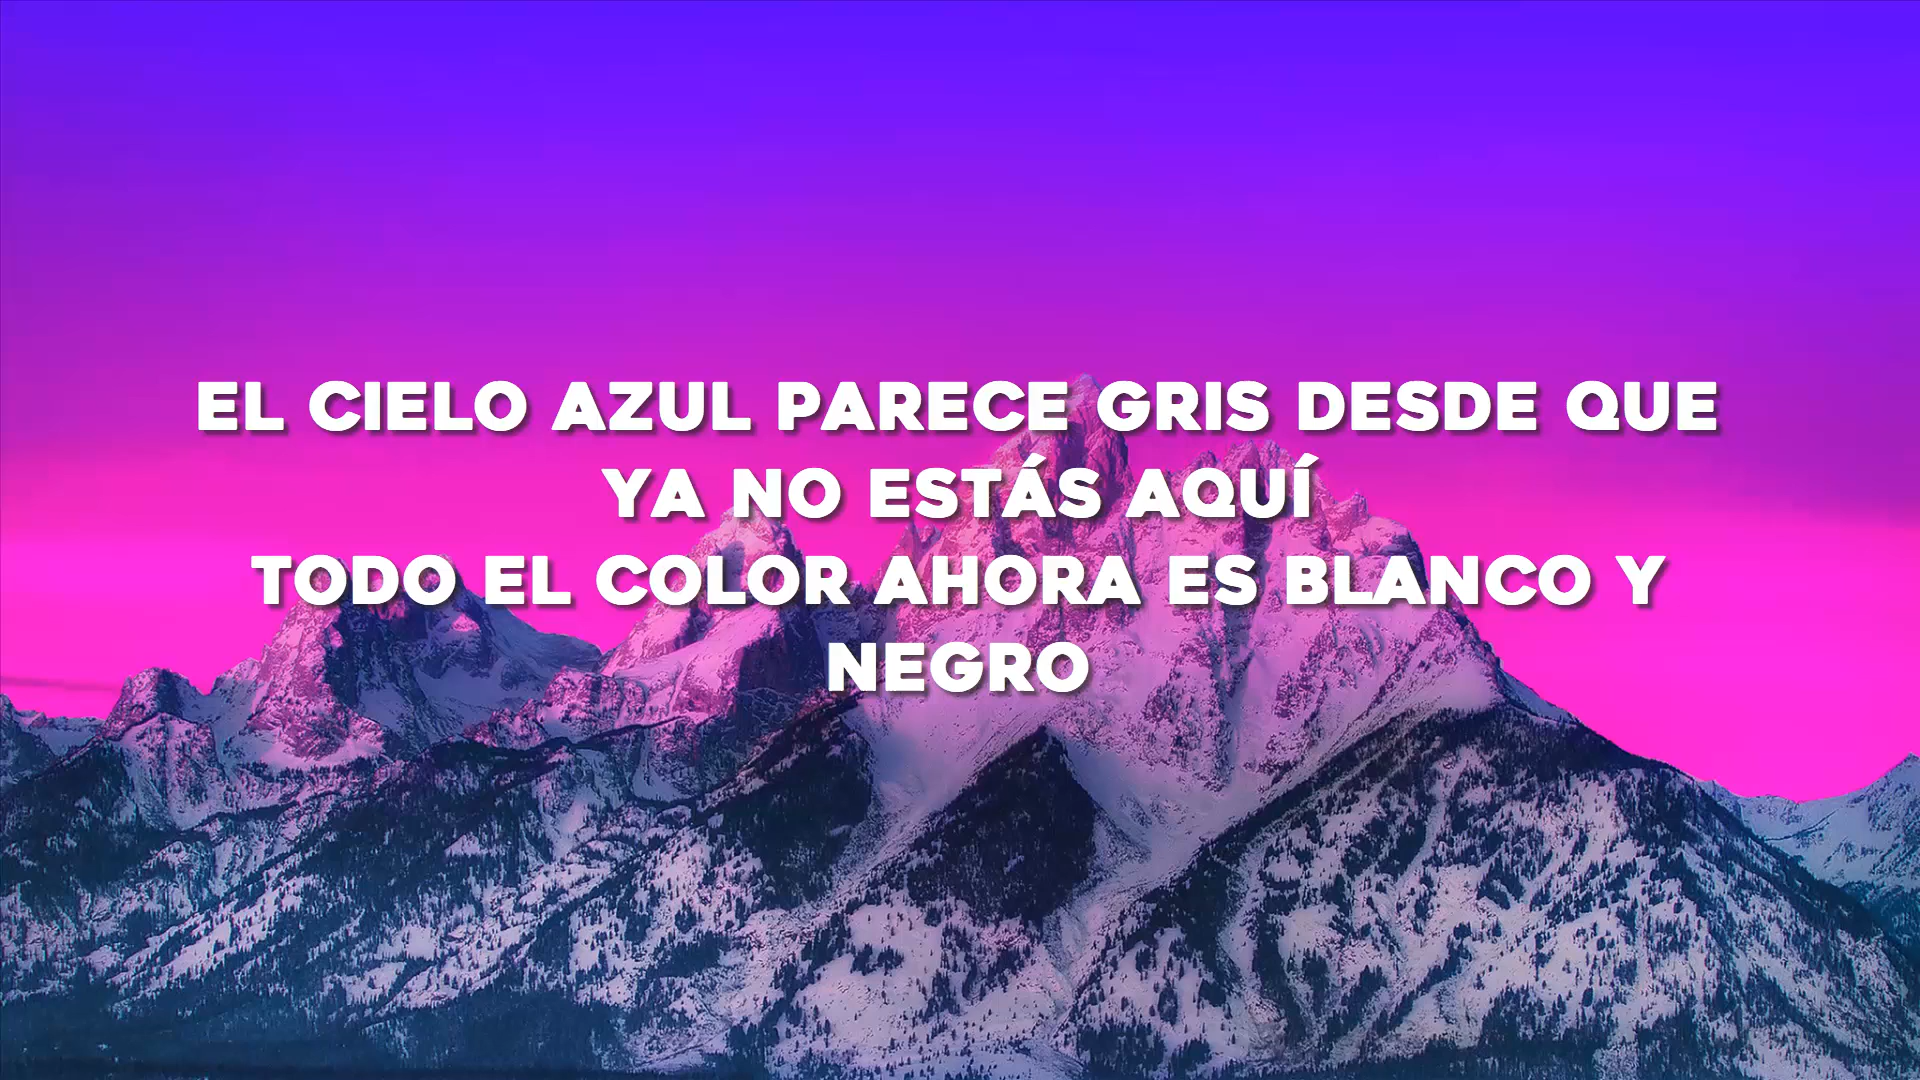 EL CIELO AZUL PARECE GRIS DESDE QUE
YA NO ESTÁS AQUÍ
TODO EL COLOR AHORA ES BLANCO Y
NEGRO